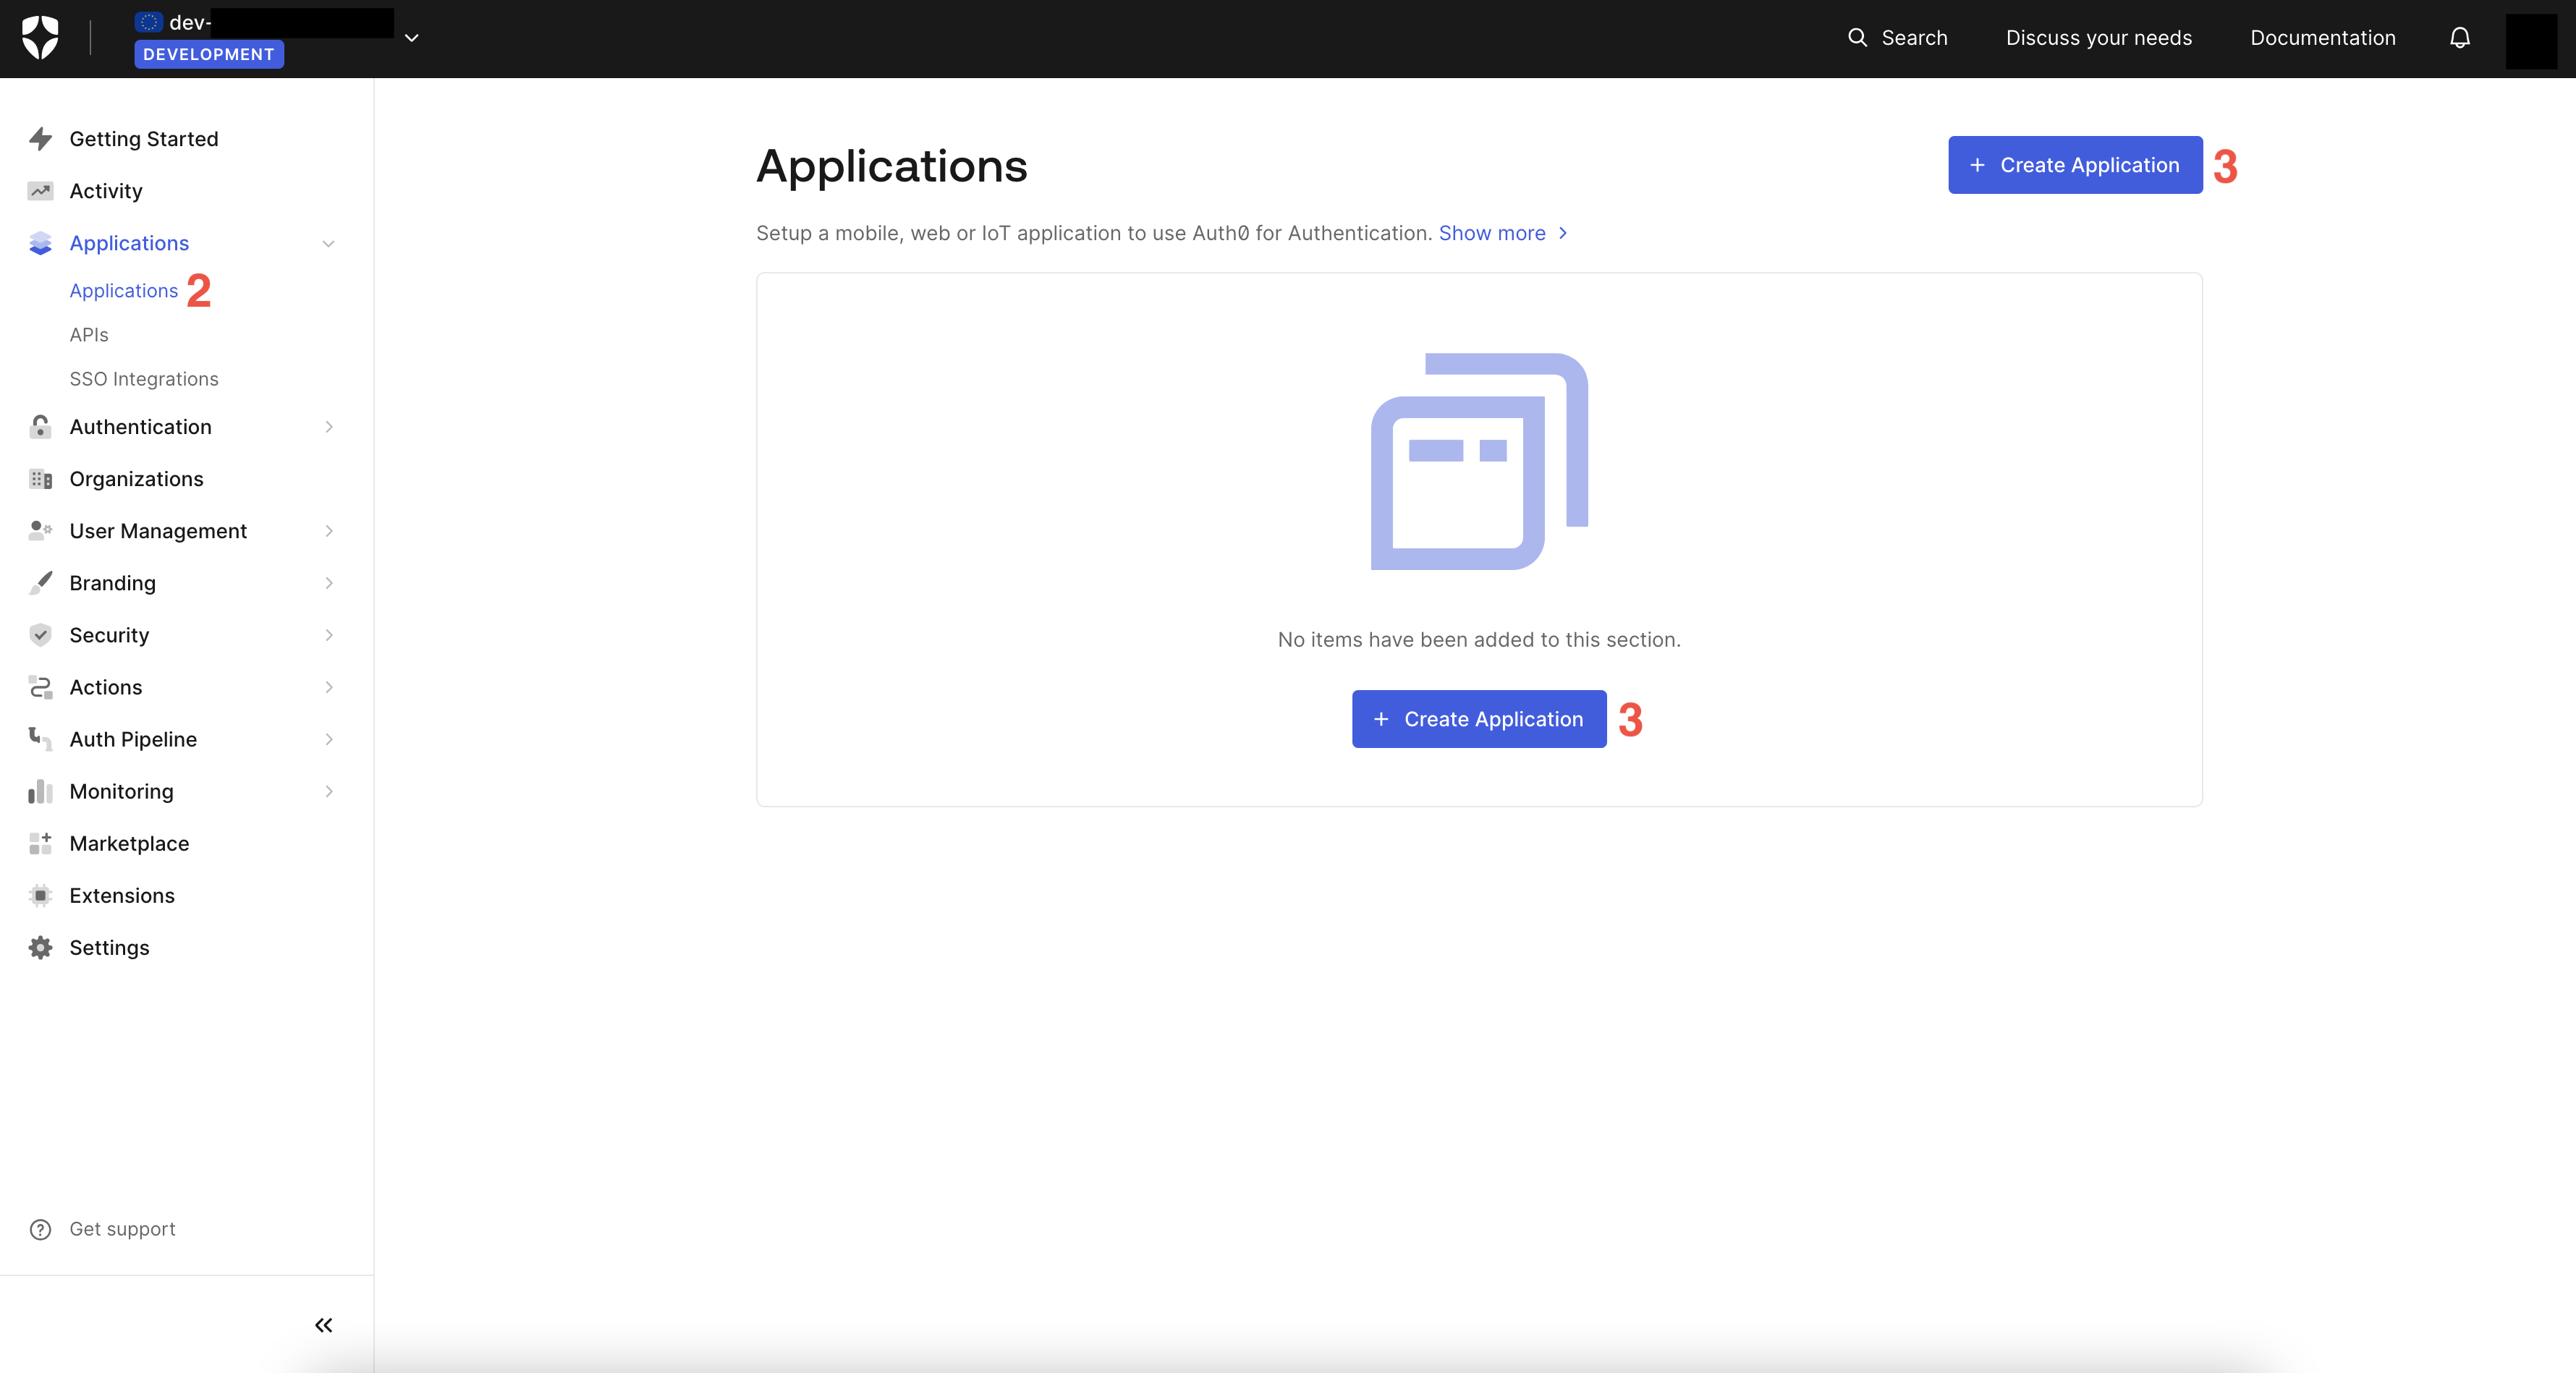 dev-
DEVELOPMENT
Search
Discuss your needs
Documentation
Getting Started
Activity
Applications
Applications 2
APIs
SSO Integrations
Authentication
Organizations
User Management
Branding
Security
Actions
Auth Pipeline
Monitoring
Marketplace
Extensions
Settings
Get support
Applications
+ Create Application 3
Setup a mobile, web or IoT application to use Auth0 for Authentication. Show more
No items have been added to this section.
+ Create Application 3